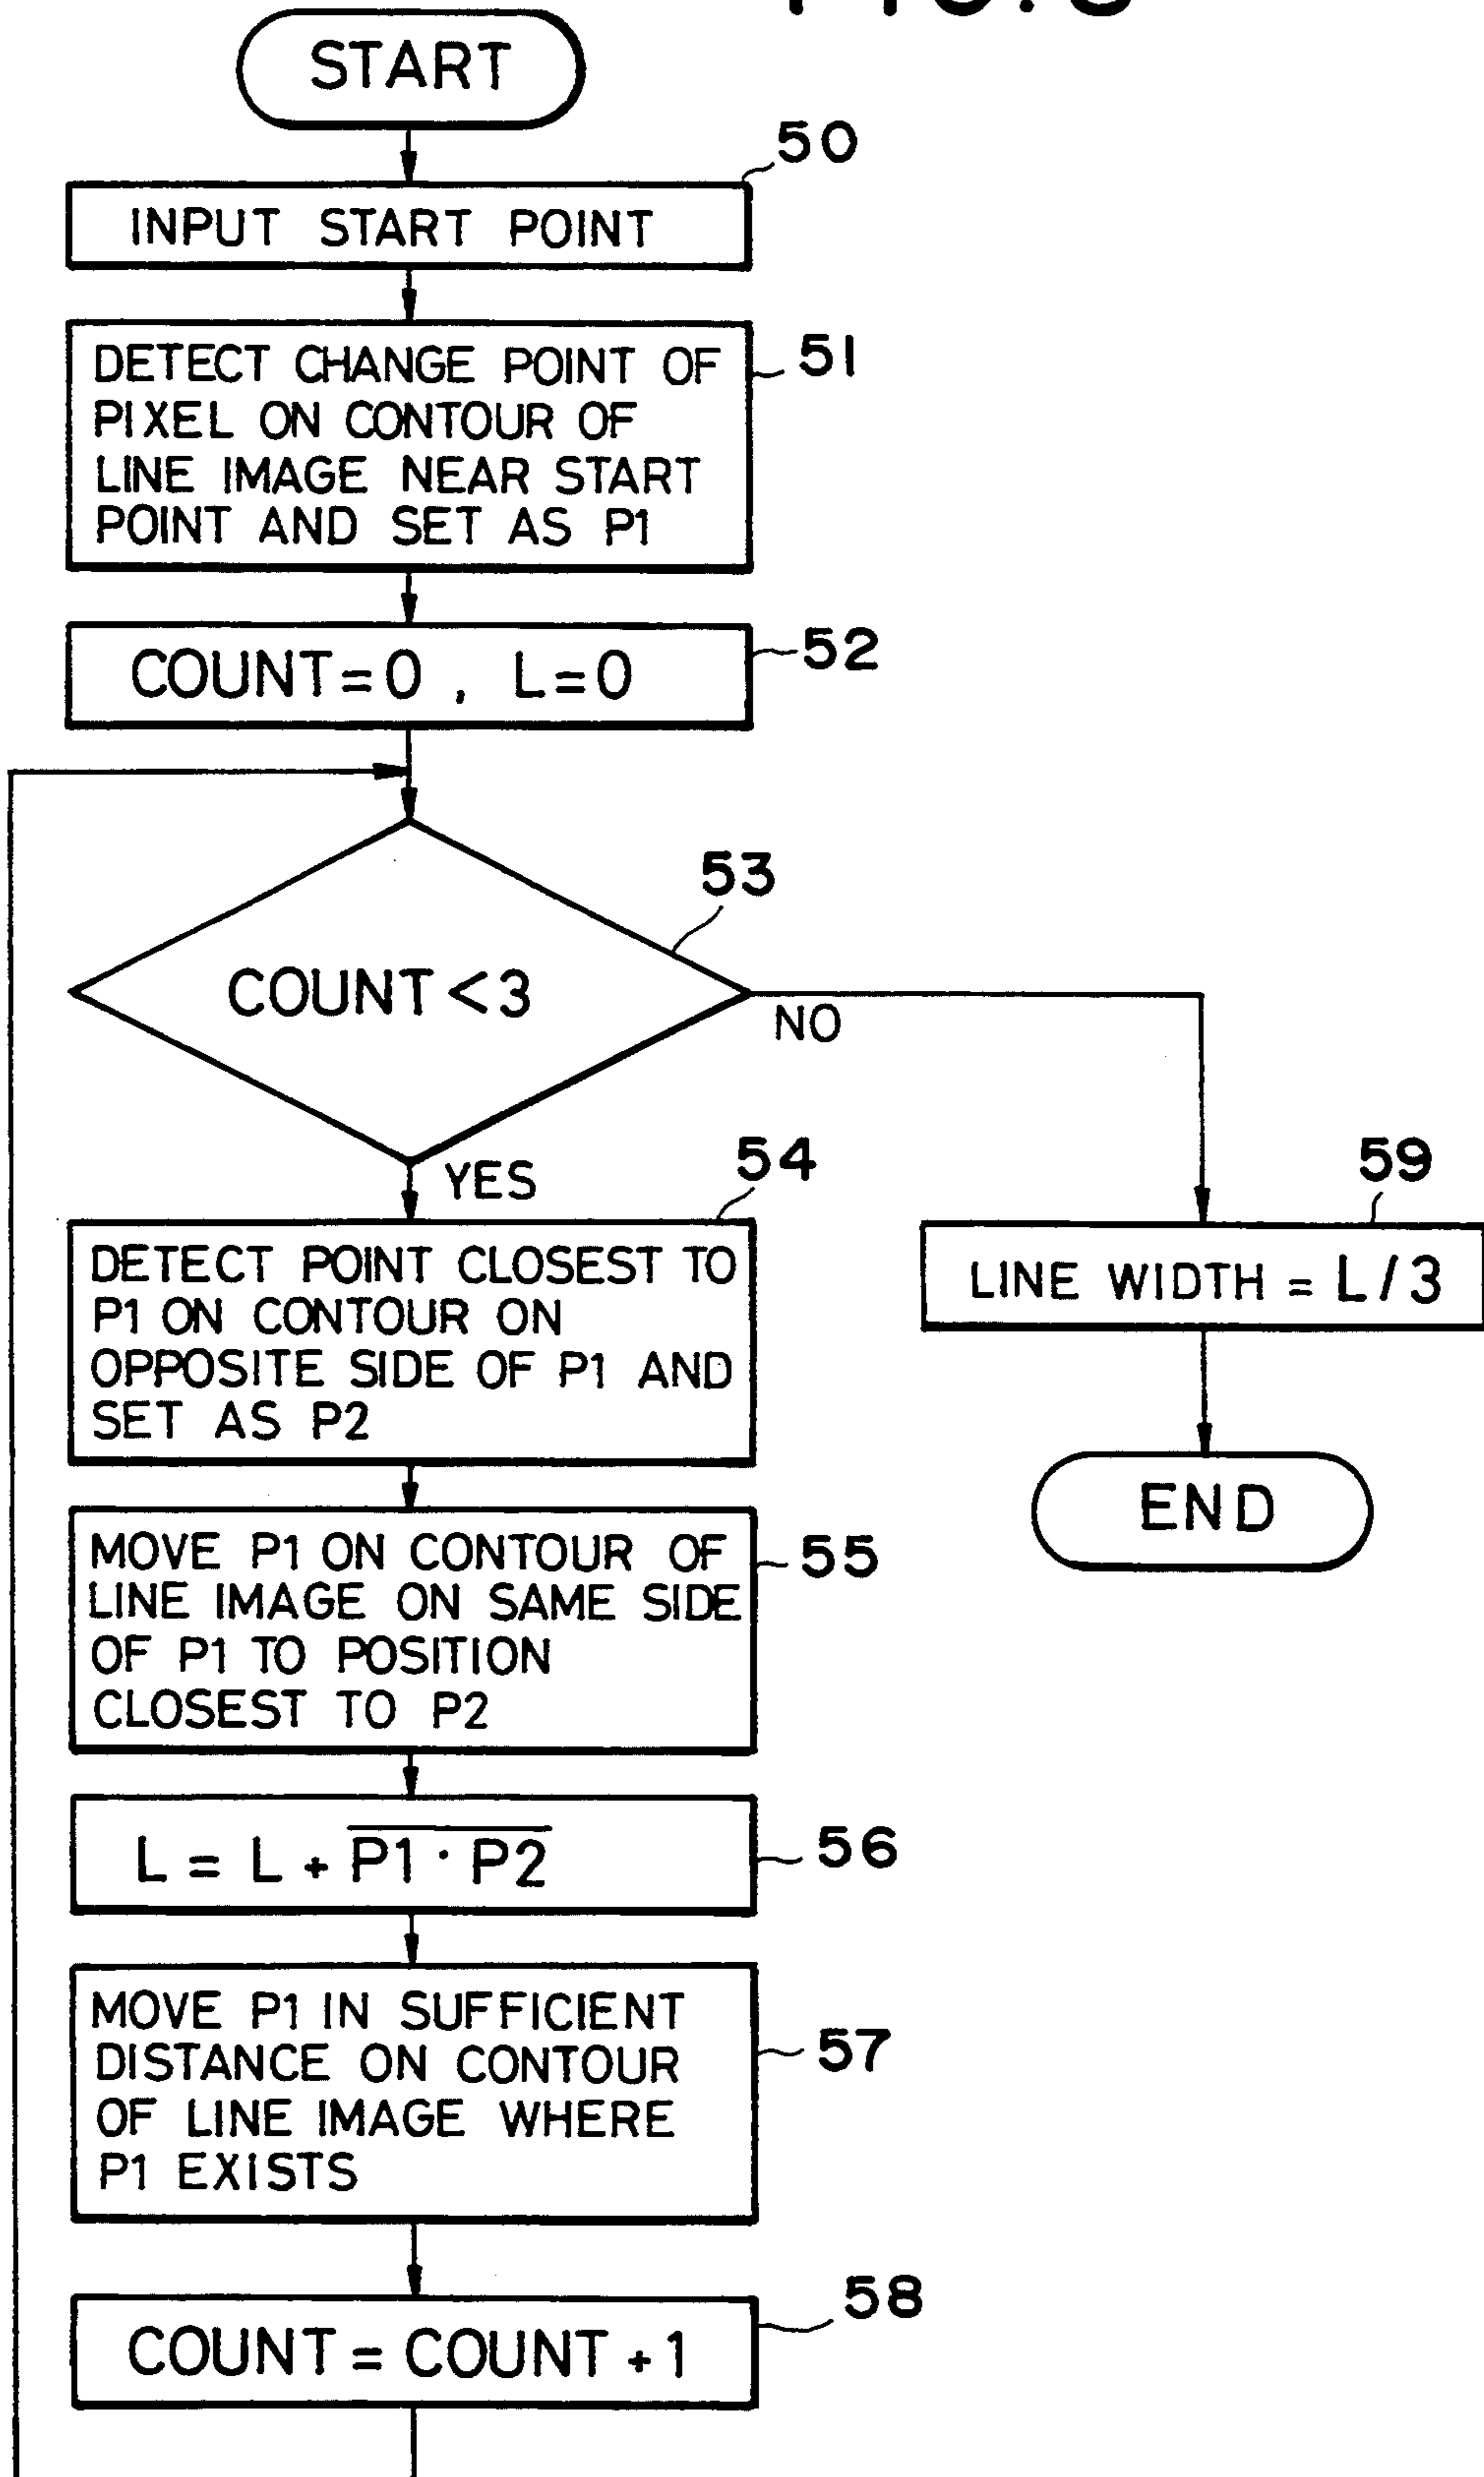 START
50
INPUT START POINT
51
DETECT CHANGE POINT OF
PIXEL ON CONTOUR OF
LINE IMAGE NEAR START
POINT AND SET AS P1
52
COUNT=0 , L=0
53
COUNT<3
NO
YES
54
DETECT POINT CLOSEST TO
P1 ON CONTOUR ON
OPPOSITE SIDE OF P1 AND
SET AS P2
59
LINE WIDTH = L/3
END
55
MOVE P1 ON CONTOUR OF
LINE IMAGE ON SAME SIDE
OF P1 TO POSITION
CLOSEST TO P2
56
L = L + P1·P2
57
MOVE P1 IN SUFFICIENT
DISTANCE ON CONTOUR
OF LINE IMAGE WHERE
P1 EXISTS
58
COUNT = COUNT + 1